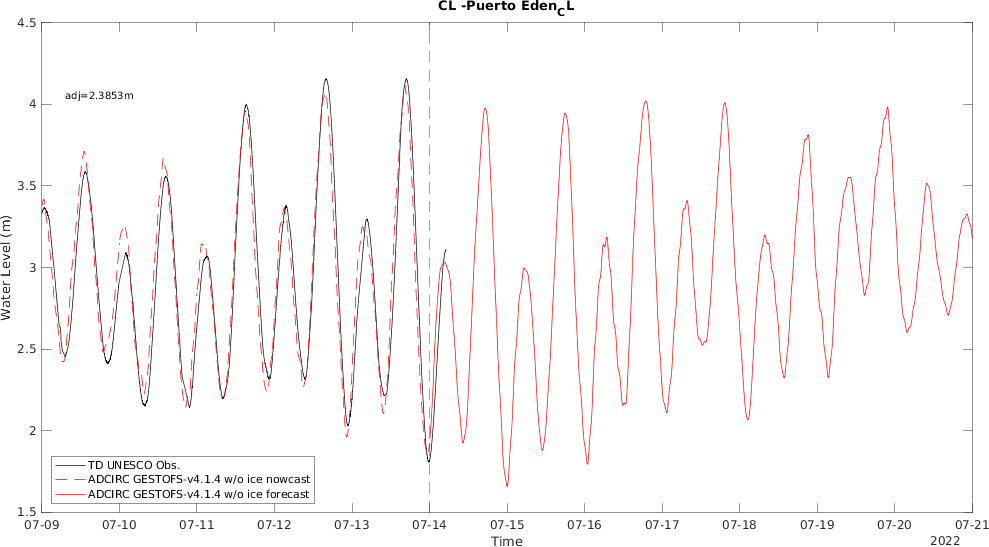 CL -Puerto Eden_CL
4.5
4
3.5
3
2.5
2
1.5
Water Level (m)
adj=2.3853m
TD UNESCO Obs.
ADCIRC GESTOFS-v4.1.4 w/o ice nowcast
ADCIRC GESTOFS-v4.1.4 w/o ice forecast
07-09 07-10 07-11 07-12 07-13 07-14 07-15 07-16 07-17 07-18 07-19 07-20 07-21
Time
2022